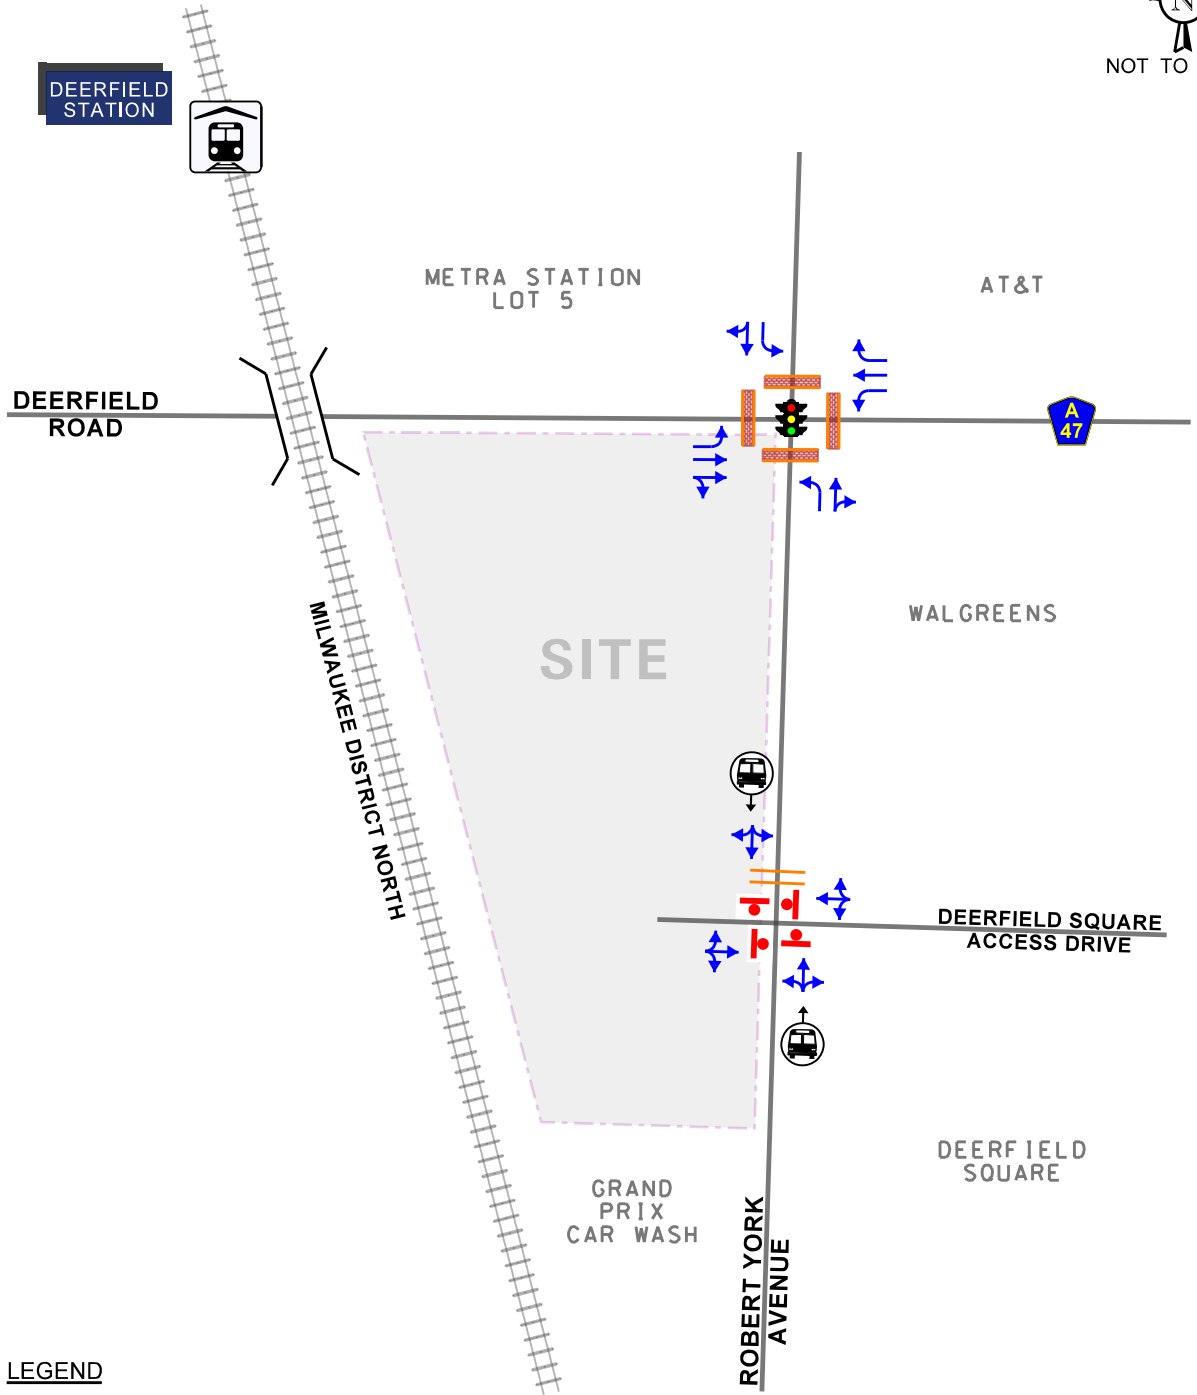 N
NOT TO
DEERFIELD
STATION
METRA STATION
LOT 5
AT&T
DEERFIELD
ROAD
A
47
WALGREENS
SITE
MILWAUKEE DISTRICT NORTH
DEERFIELD SQUARE
ACCESS DRIVE
DEERFIELD
SQUARE
GRAND
PRIX
CAR WASH
ROBERT YORK
AVENUE
LEGEND